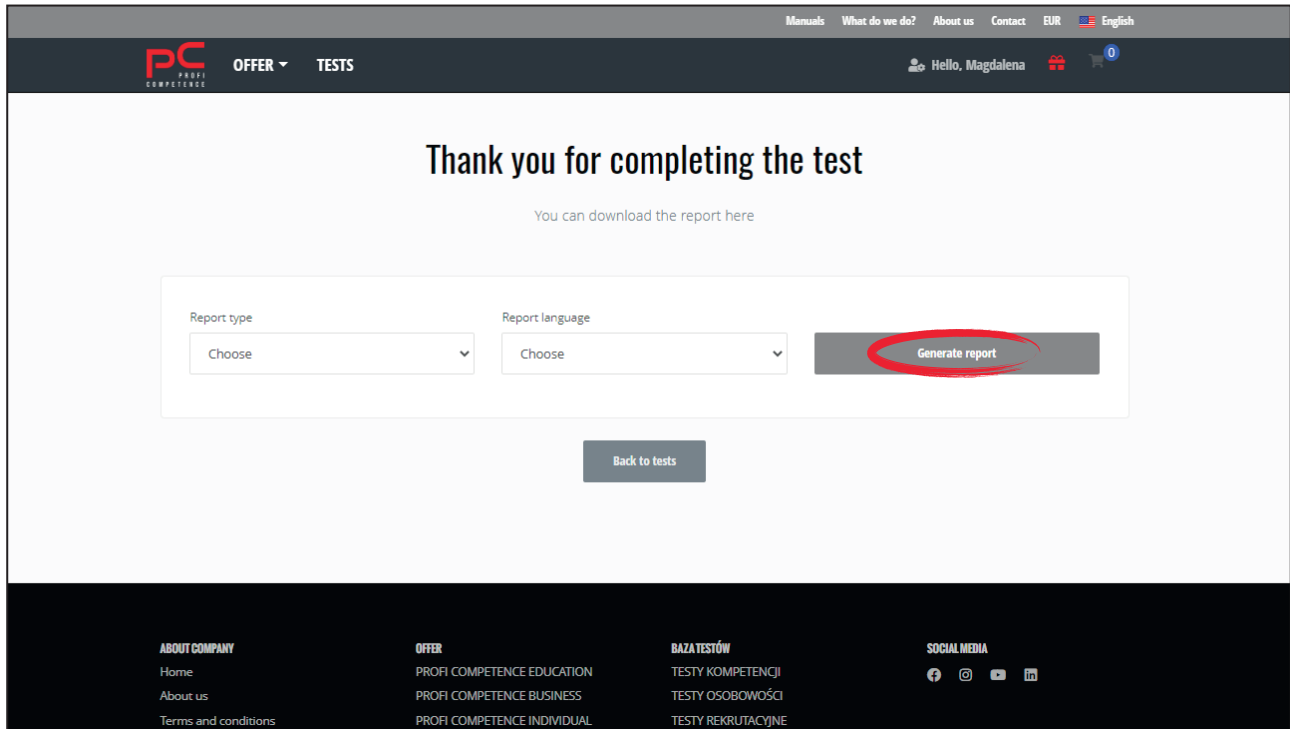 Manuals What do we do? About us Contact EUR English
PC
PROFI
COMPETENCE
OFFER TESTS Hello, Magdalena 0
Thank you for completing the test
You can download the report here
Report type Report language
Choose Choose Generate report
Back to tests
ABOUT COMPANY OFFER BAZA TESTÓW SOCIAL MEDIA
Home PROFI COMPETENCE EDUCATION TESTY KOMPETENCJI
About us PROFI COMPETENCE BUSINESS TESTY OSOBOWOŚCI
Terms and conditions PROFI COMPETENCE INDIVIDUAL TESTY REKRUTACYJNE